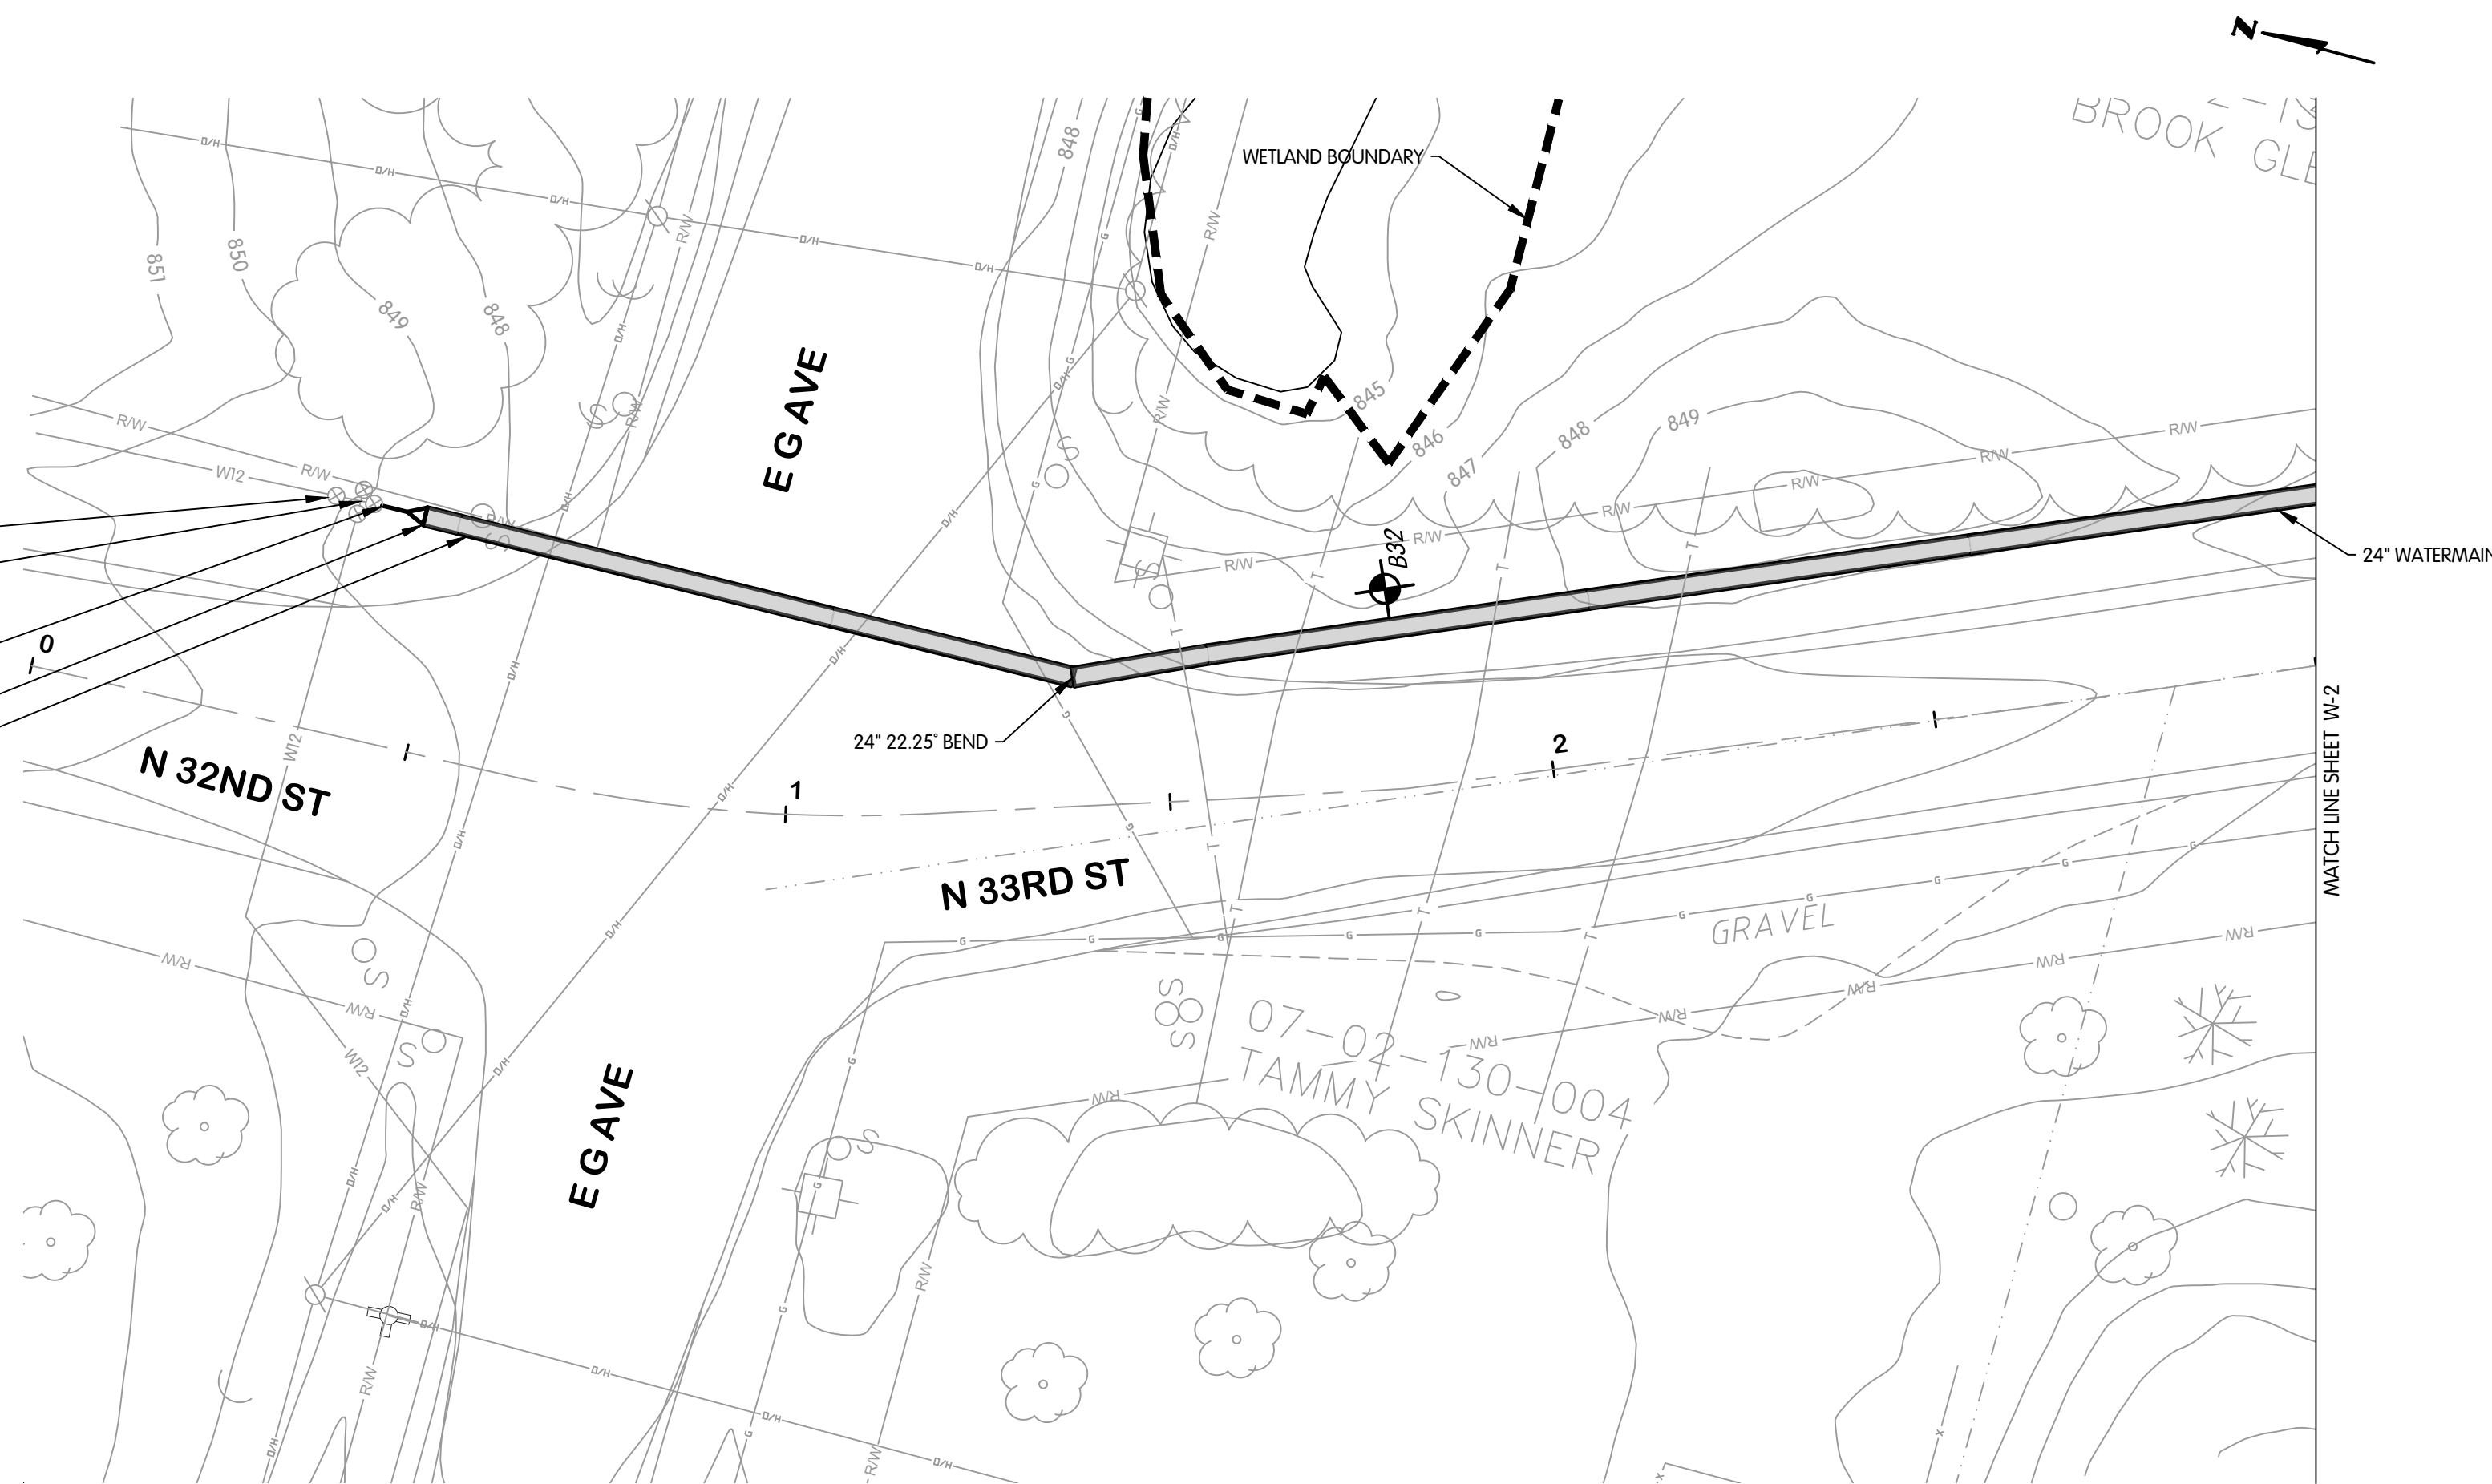 N
2-13
BROOK GLE
848
WETLAND BOUNDARY
851
850
849
848
E G AVE
845
846
847
848
849
R/W
R/W
R/W
R/W
R/W
R/W
R/W
R/W
R/W
R/W
R/W
R/W
R/W
W12
D/H
D/H
D/H
D/H
D/H
D/H
D/H
D/H
G
G
G
S
S
S
S
B32
24" WATERMAIN
0
24" 22.25° BEND
MATCH LINE SHEET W-2
N 32ND ST
W12
1
2
N 33RD ST
T
T
T
T
G
G
G
G
G
G
GRAVEL
R/W
R/W
R/W
R/W
R/W
R/W
R/W
R/W
S
S
S
S
S
W12
07-02-130-004
TAMMY SKINNER
E G AVE
R/W
R/W
R/W
R/W
D/H
D/H
D/H
D/H
D/H
G
G
G
G
x
x